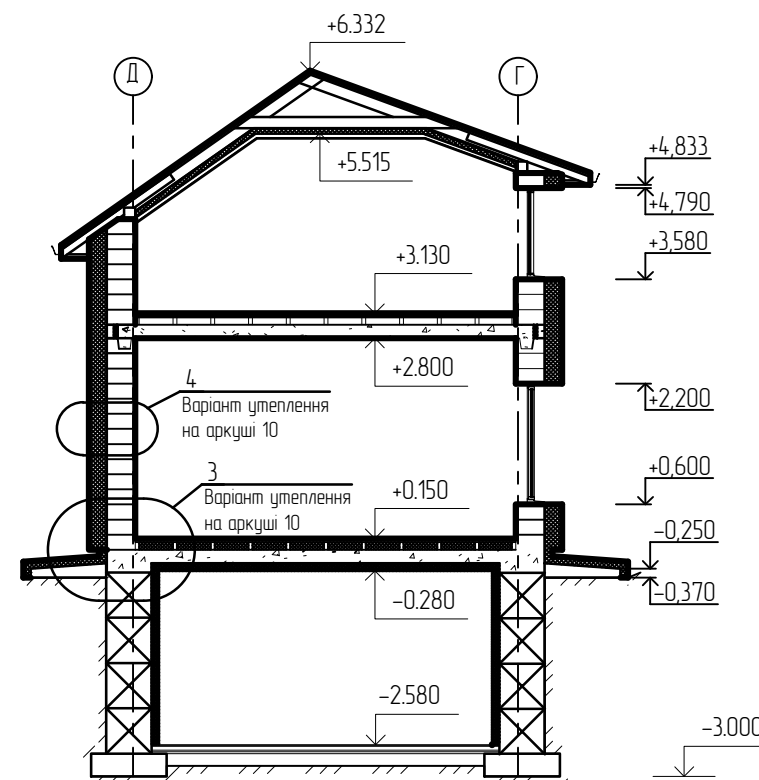 +6.332
Д
Г
+5.515
+4,833
+4,790
+3,580
+3.130
+2.800
4
Варіант утеплення
на аркуші 10
+2,200
3
Варіант утеплення
на аркуші 10
+0.150
+0,600
-0,250
-0,370
-0.280
-2.580
-3.000